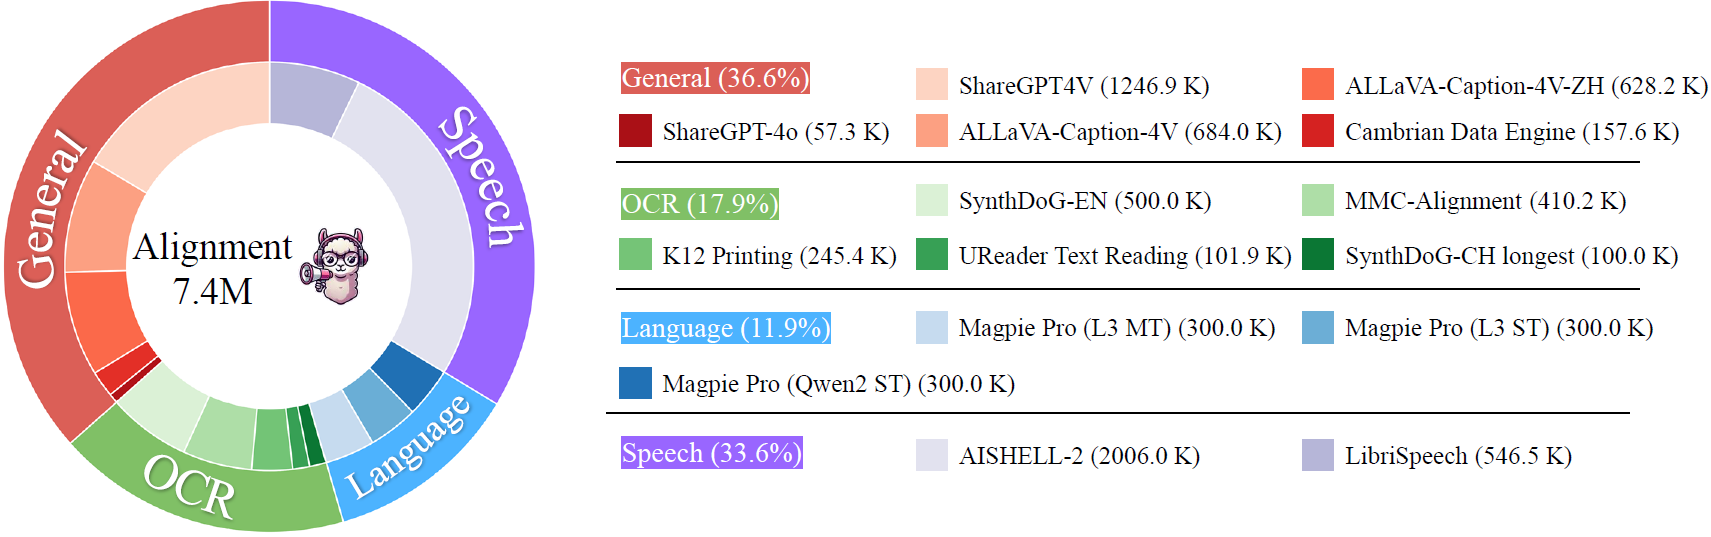 General
Speech
OCR
Language
Alignment
7.4M
General (36.6%)
ShareGPT4V (1246.9 K)
ALLaVA-Caption-4V-ZH (628.2 K)
ShareGPT-4o (57.3 K)
ALLaVA-Caption-4V (684.0 K)
Cambrian Data Engine (157.6 K)
OCR (17.9%)
SynthDoG-EN (500.0 K)
MMC-Alignment (410.2 K)
K12 Printing (245.4 K)
UReader Text Reading (101.9 K)
SynthDoG-CH longest (100.0 K)
Language (11.9%)
Magpie Pro (L3 MT) (300.0 K)
Magpie Pro (L3 ST) (300.0 K)
Magpie Pro (Qwen2 ST) (300.0 K)
Speech (33.6%)
AISHELL-2 (2006.0 K)
LibriSpeech (546.5 K)